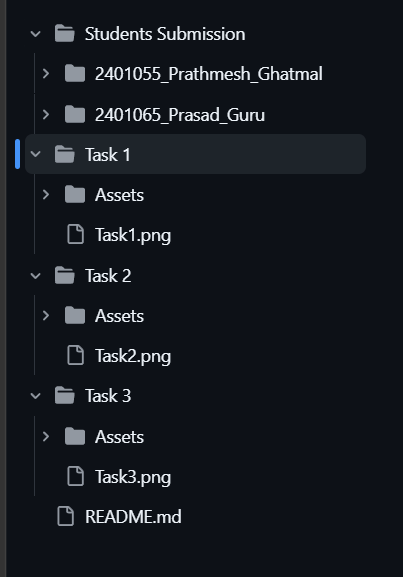 Students Submission
2401055_Prathmesh_Ghatmal
2401065_Prasad_Guru
Task 1
Assets
Task1.png
Task 2
Assets
Task2.png
Task 3
Assets
Task3.png
README.md